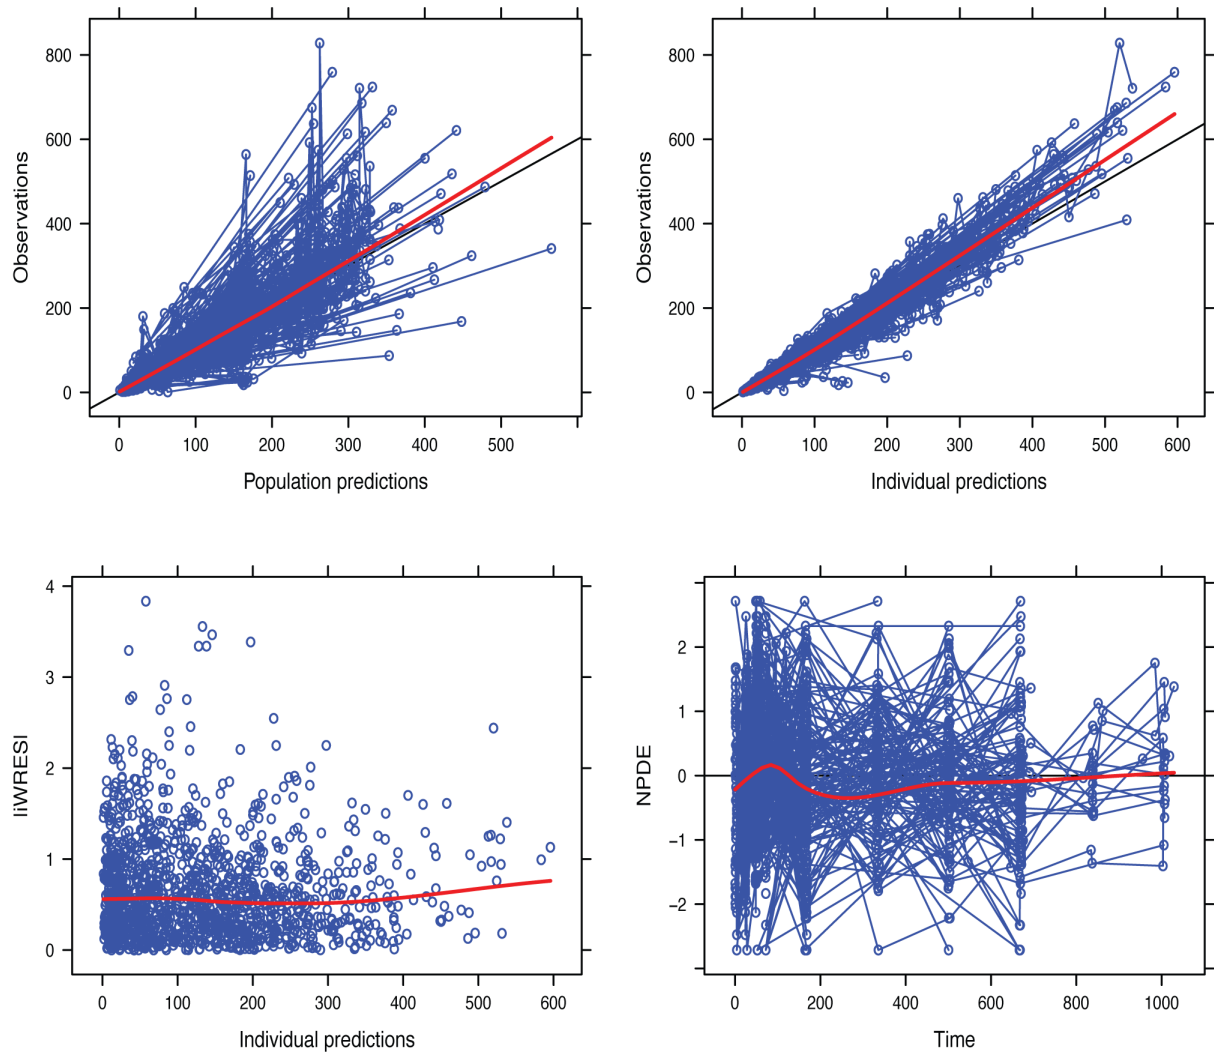 800
600
400
200
0
Observations
0 100 200 300 400 500
Population predictions
800
600
400
200
0
Observations
0 100 200 300 400 500 600
Individual predictions
4
3
2
1
0
IiWRESI
0 100 200 300 400 500 600
Individual predictions
2
1
0
−1
−2
NPDE
0 200 400 600 800 1000
Time